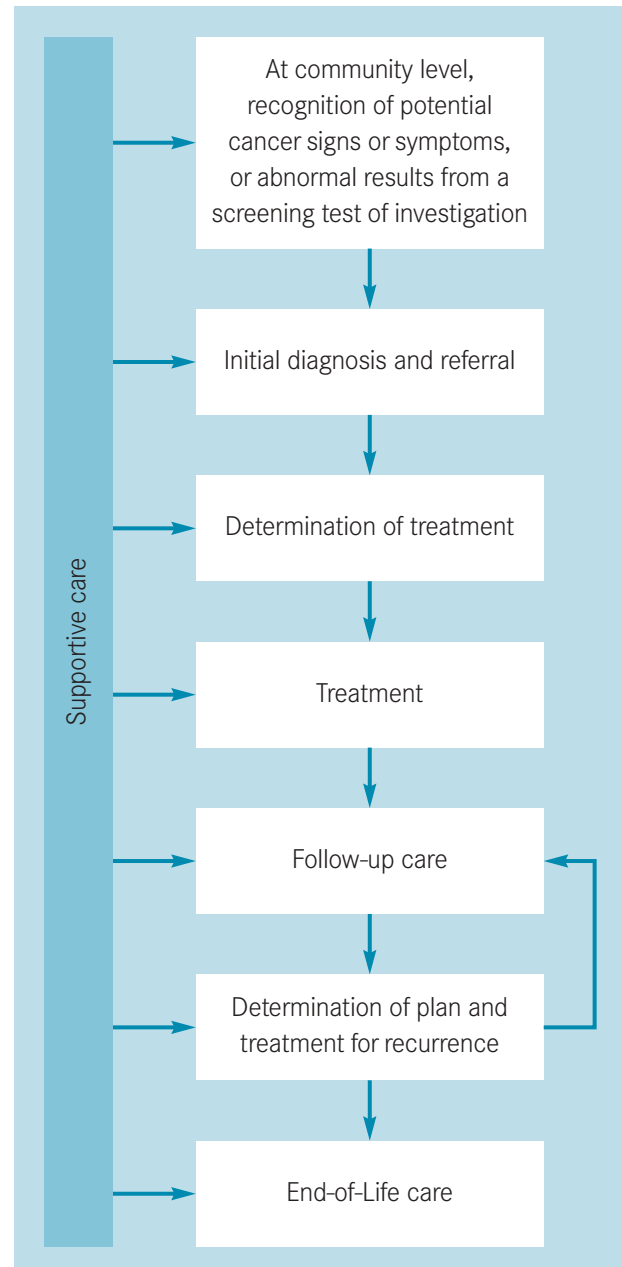 At community level,
recognition of potential
cancer signs or symptoms,
or abnormal results from a
screening test of investigation
Initial diagnosis and referral
Determination of treatment
Supportive care
Treatment
Follow-up care
Determination of plan and
treatment for recurrence
End-of-Life care